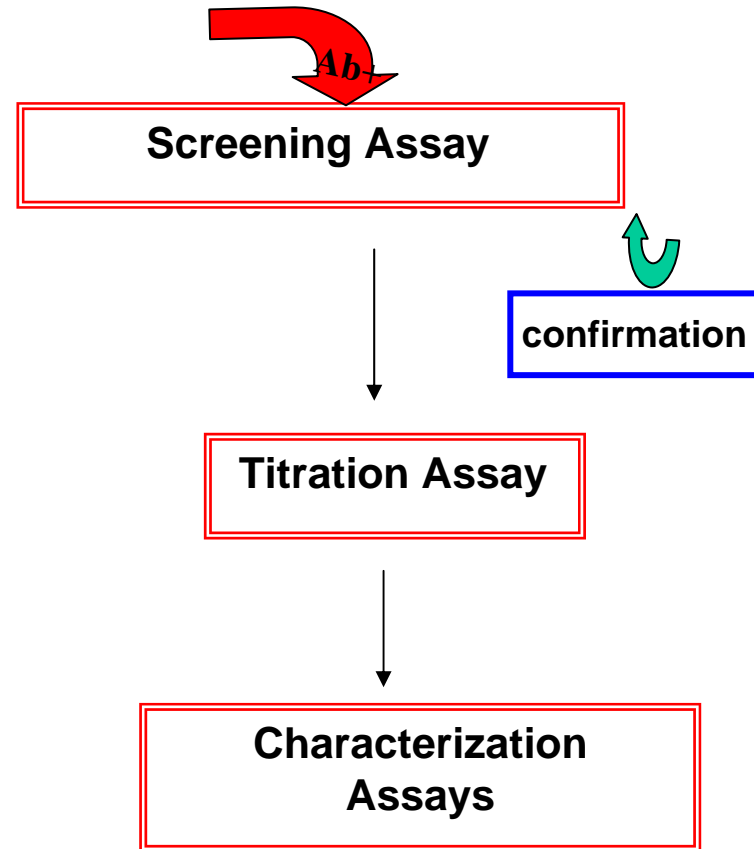 Ab+
Screening Assay
confirmation
Titration Assay
Characterization
Assays